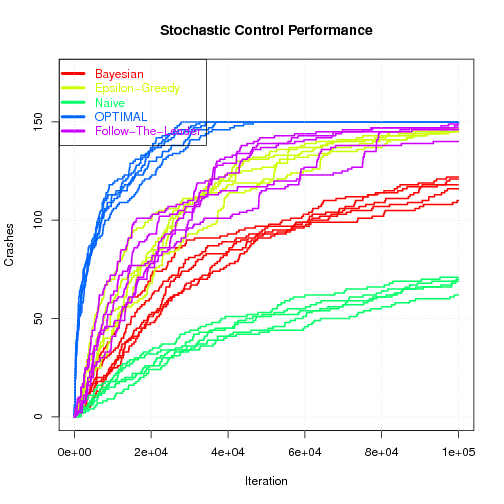 Stochastic Control Performance
Bayesian
Epsilon-Greedy
Naive
OPTIMAL
Follow-The-Leader
Crashes
150
100
50
0
0e+00 2e+04 4e+04 6e+04 8e+04 1e+05
Iteration